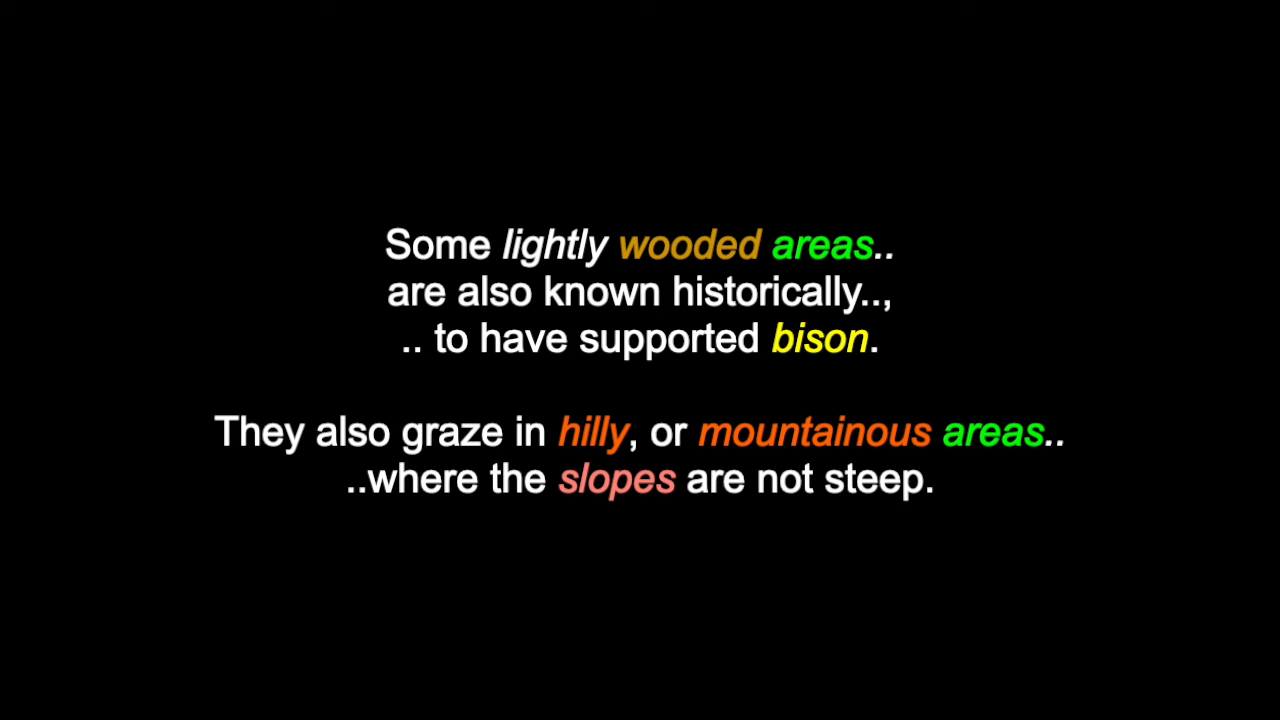 Some lightly wooded areas..
are also known historically..,
.. to have supported bison.
They also graze in hilly, or mountainous areas..
..where the slopes are not steep.